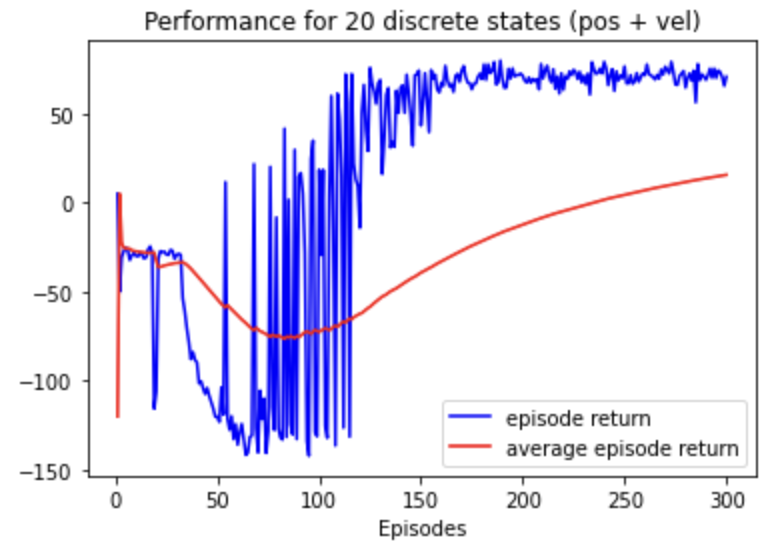 Performance for 20 discrete states (pos + vel)
50
0
−50
−100
−150
episode return
average episode return
0 50 100 150 200 250 300
Episodes